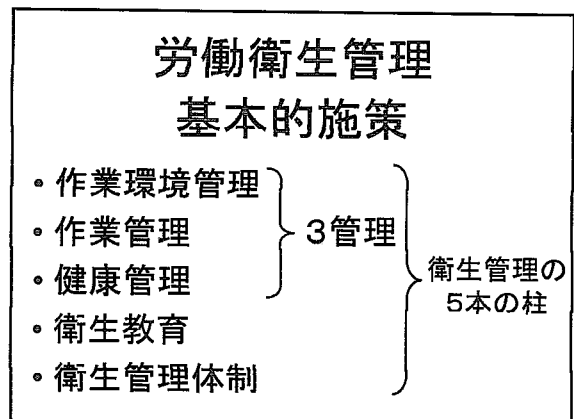 労働衛生管理
基本的施策
• 作業環境管理
• 作業管理
• 健康管理
• 衛生教育
• 衛生管理体制
3管理
衛生管理の
5本の柱